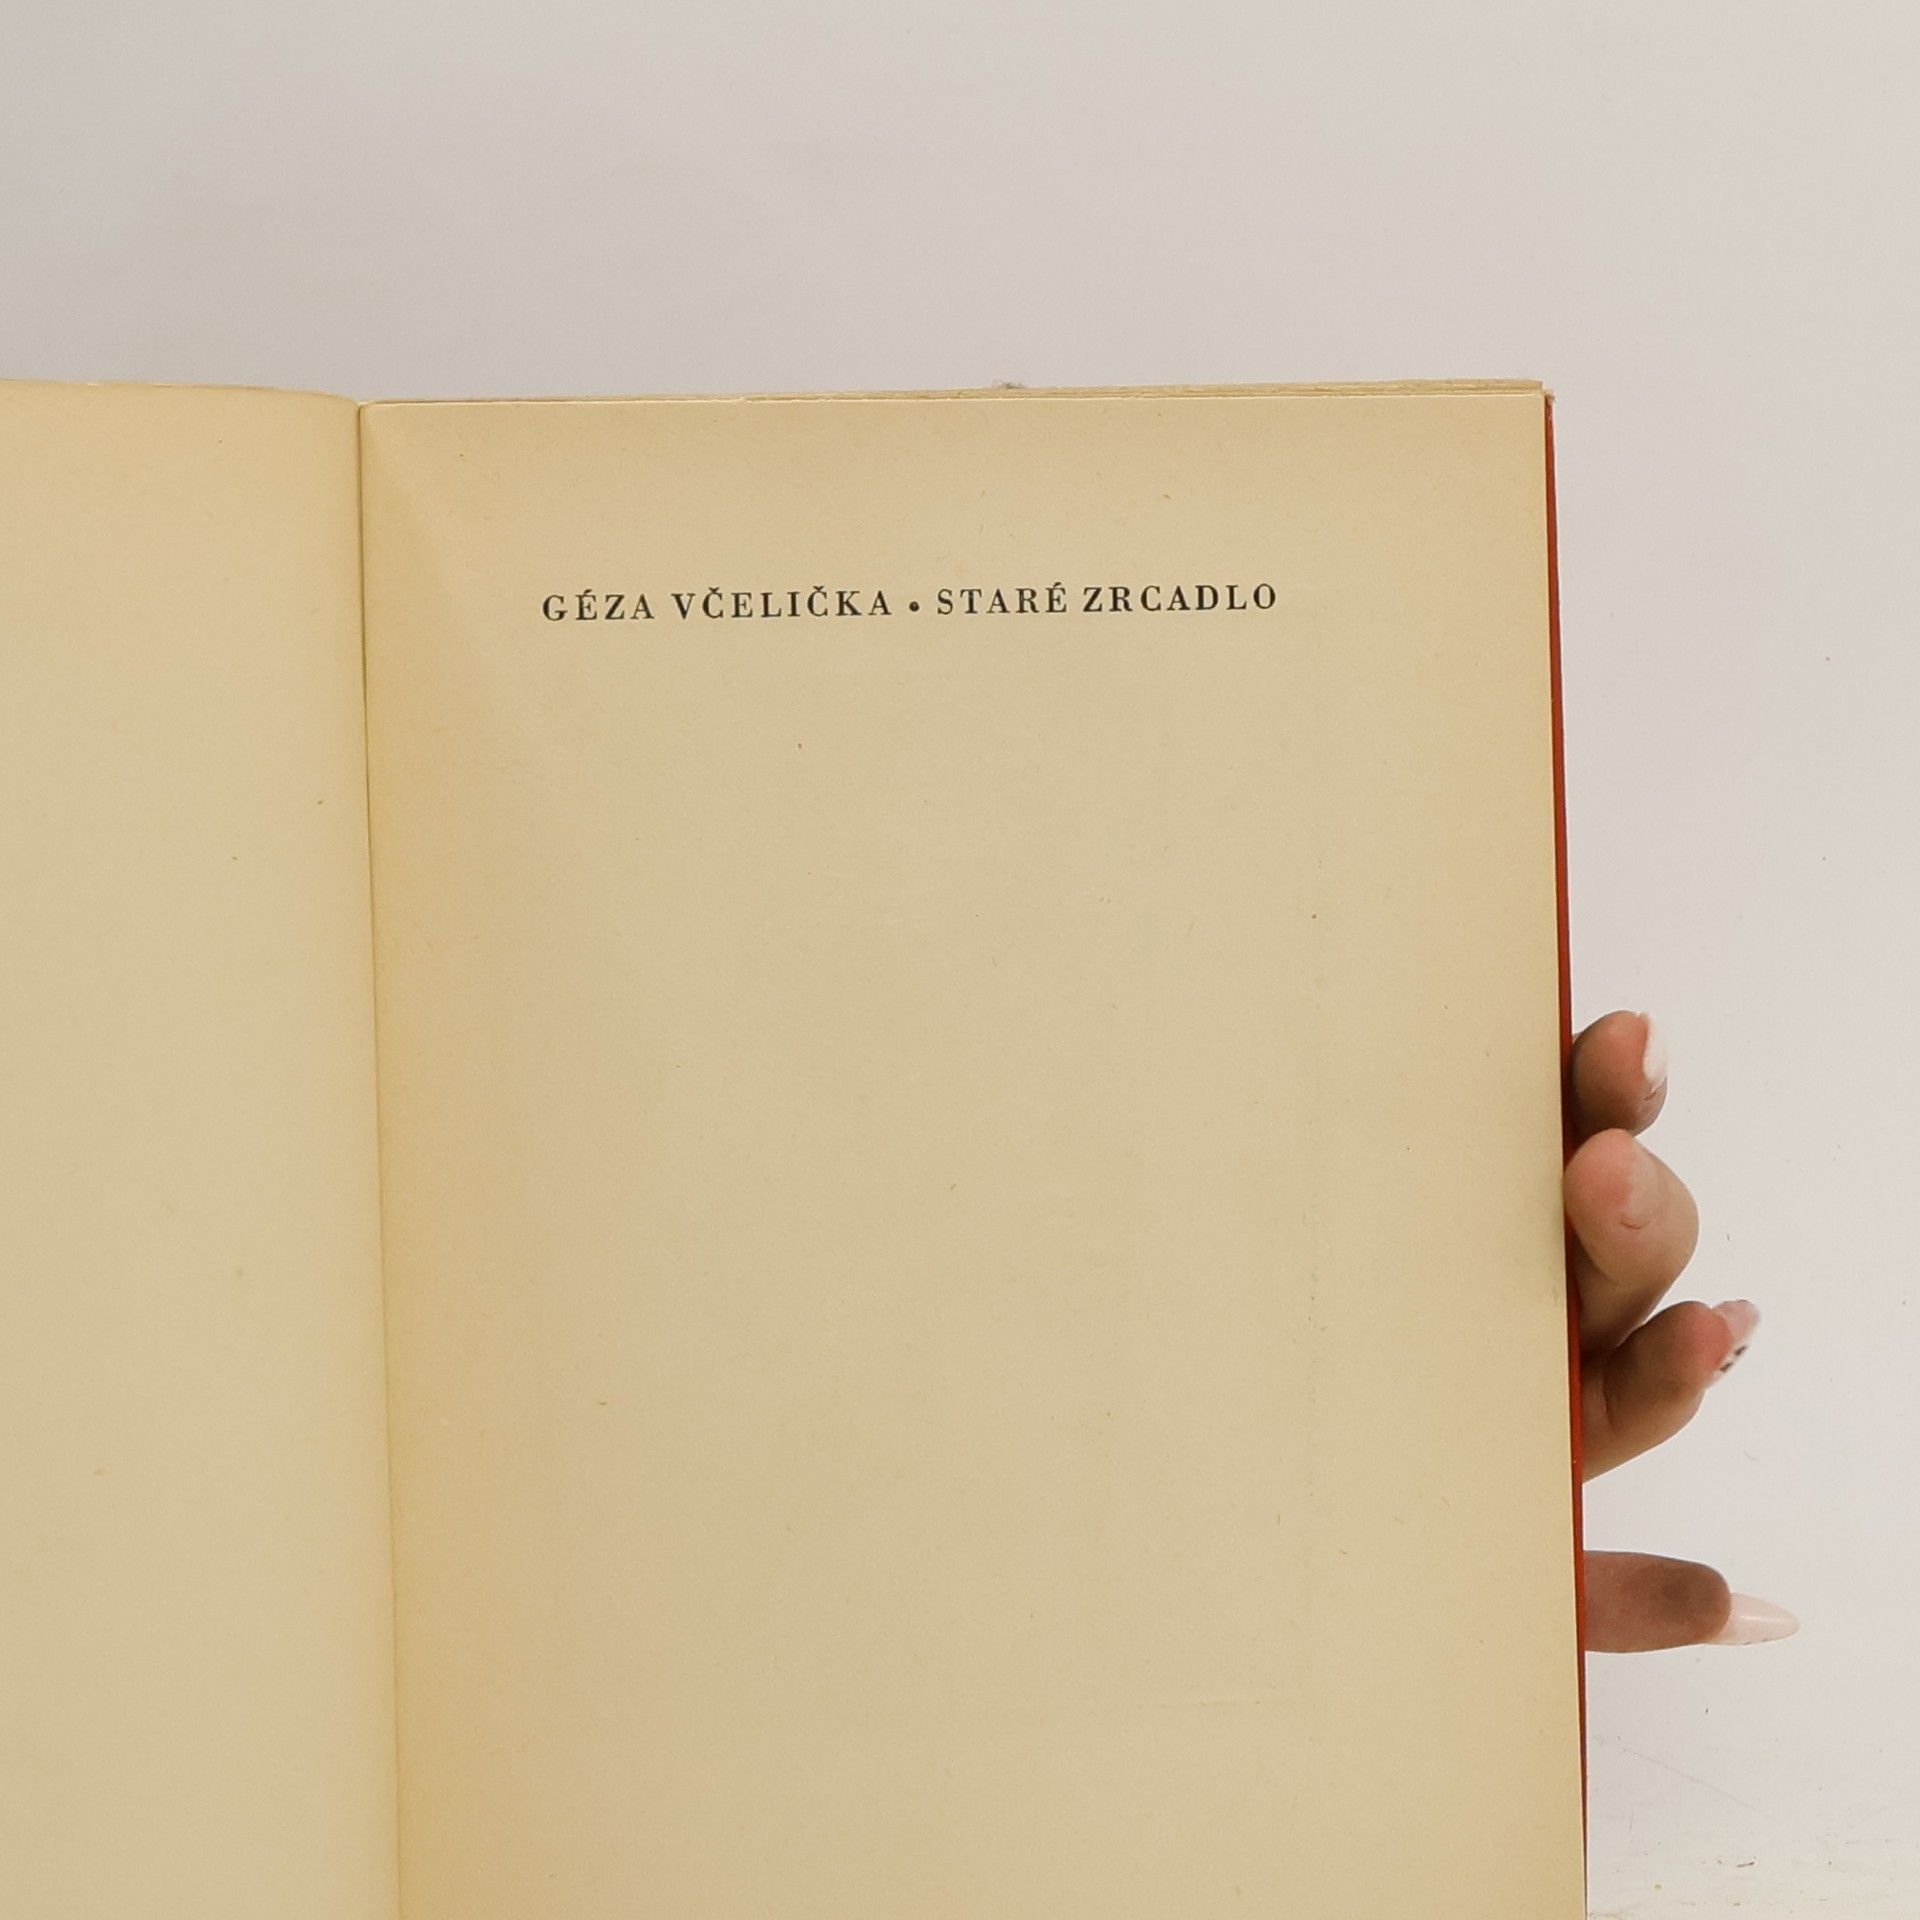 GÉZA VČELIČKA • STARÉ ZRCADLO